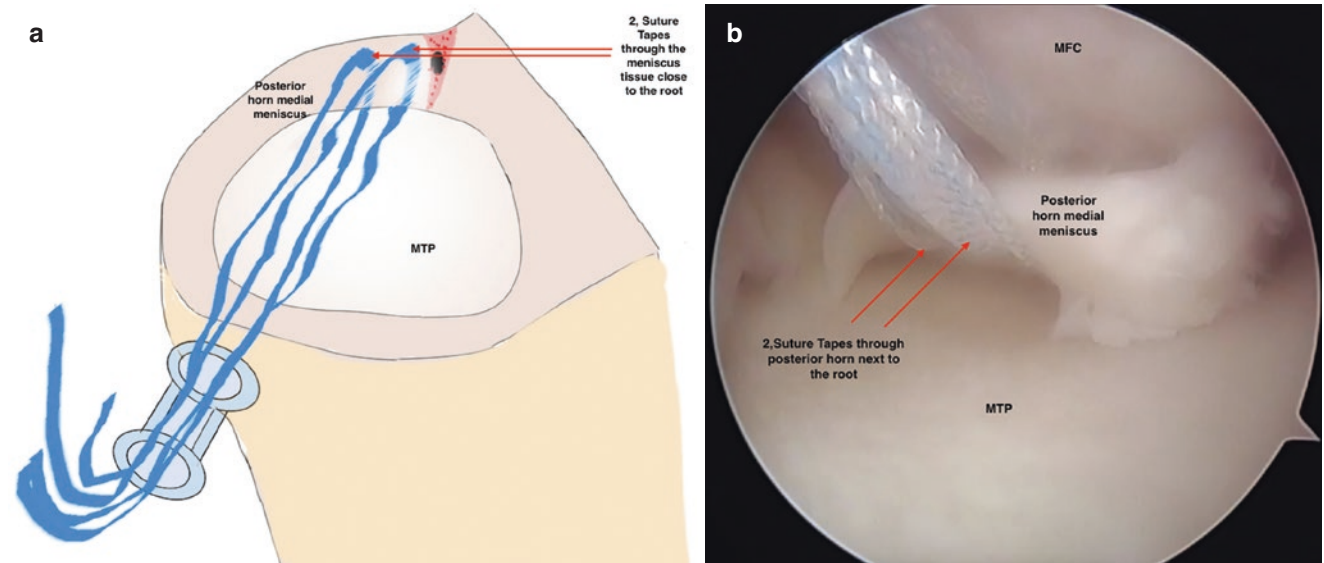 a
2, Suture
Tapes
through the
meniscus
tissue close
to the root
Posterior
horn medial
meniscus
MTP
b
MFC
Posterior
horn medial
meniscus
2,Suture Tapes through
posterior horn next to
the root
MTP